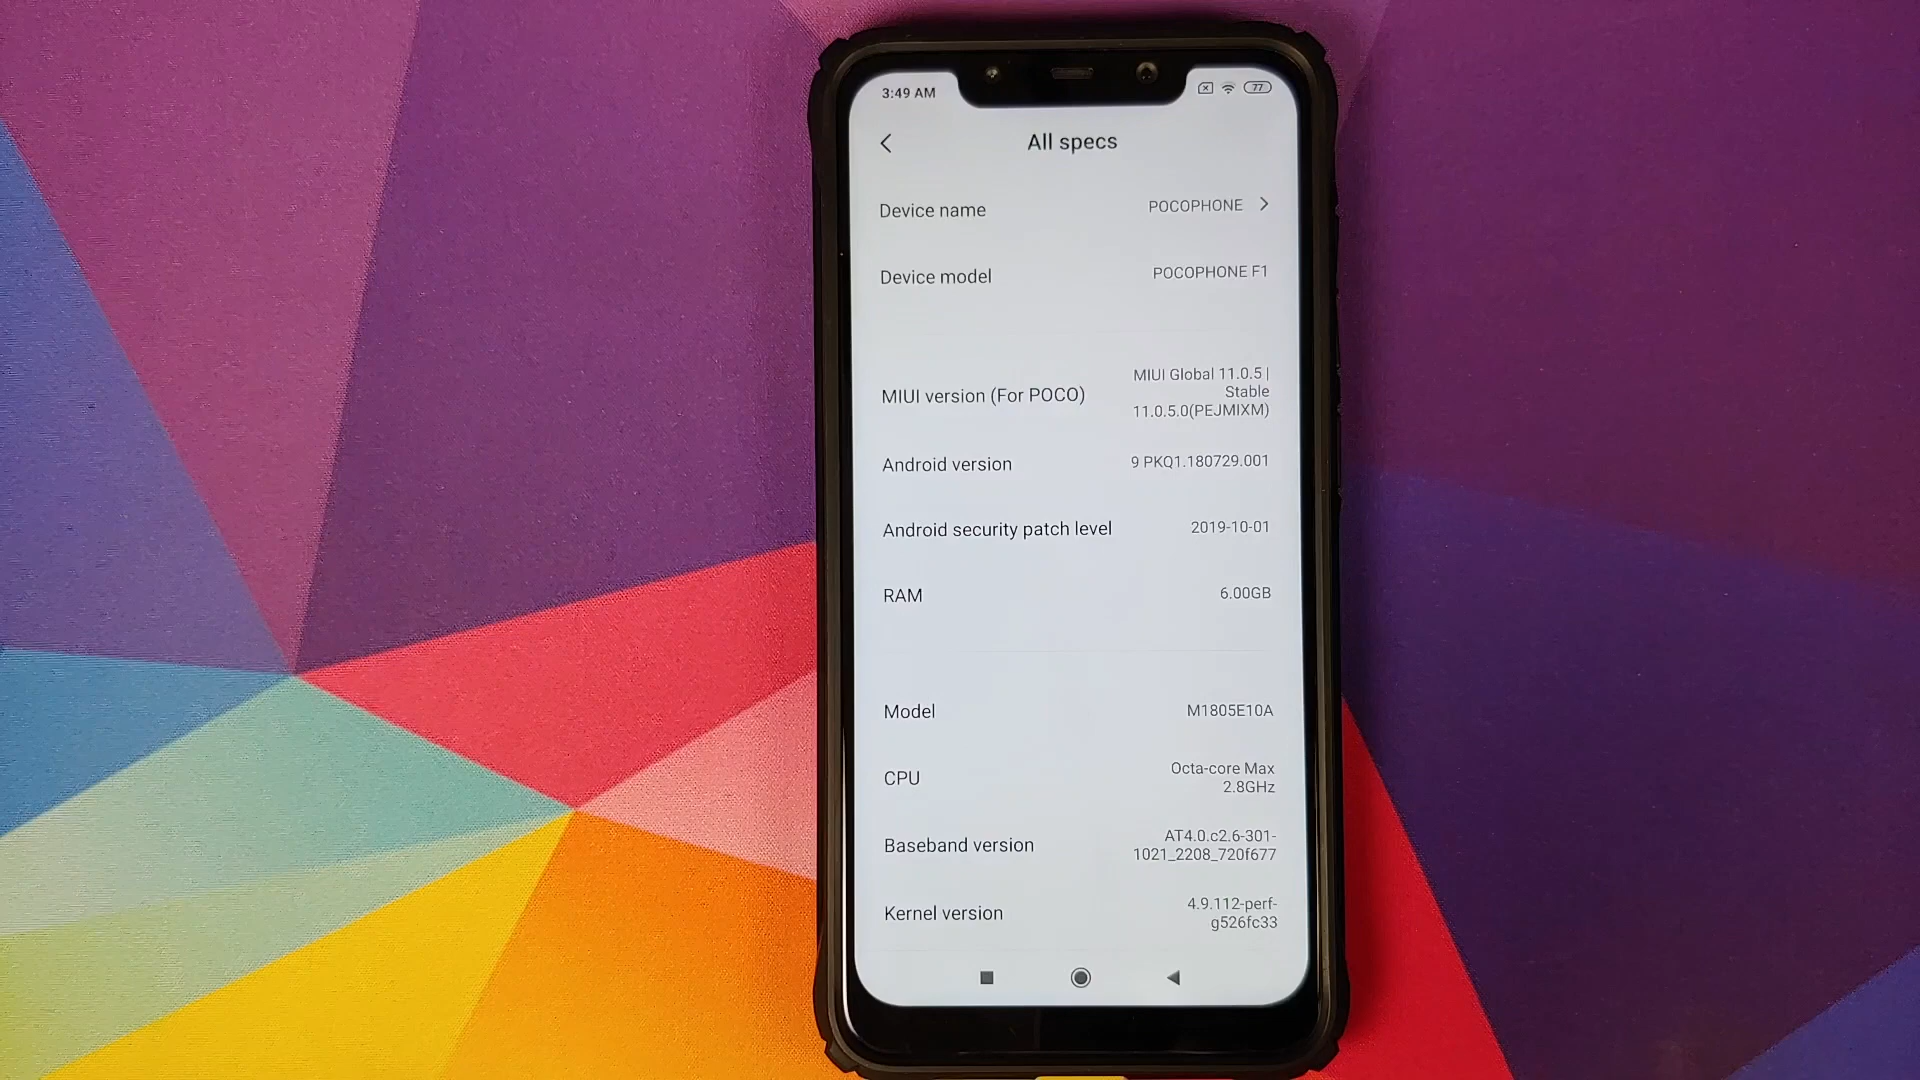 3:49 AM
77
All specs
Device name
POCOPHONE
Device model
POCOPHONE F1
MIUI version (For POCO)
MIUI Global 11.0.5 |
Stable
11.0.5.0(PEJMIXM)
Android version
9 PKQ1.180729.001
Android security patch level
2019-10-01
RAM
6.00GB
Model
M1805E10A
CPU
Octa-core Max
2.8GHz
Baseband version
AT4.0.c2.6-301-
1021_2208_720f677
Kernel version
4.9.112-perf-
g526fc33